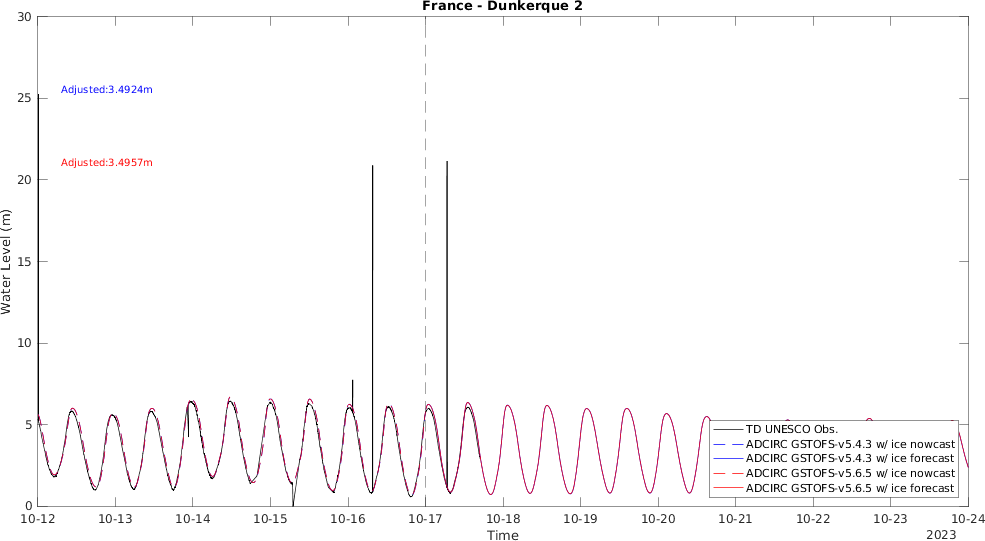 France - Dunkerque 2
30
25
20
15
10
5
0
Water Level (m)
Adjusted:3.4924m
Adjusted:3.4957m
TD UNESCO Obs.
ADCIRC GSTOFS-v5.4.3 w/ ice nowcast
ADCIRC GSTOFS-v5.4.3 w/ ice forecast
ADCIRC GSTOFS-v5.6.5 w/ ice nowcast
ADCIRC GSTOFS-v5.6.5 w/ ice forecast
10-12 10-13 10-14 10-15 10-16 10-17 10-18 10-19 10-20 10-21 10-22 10-23 10-24
Time
2023